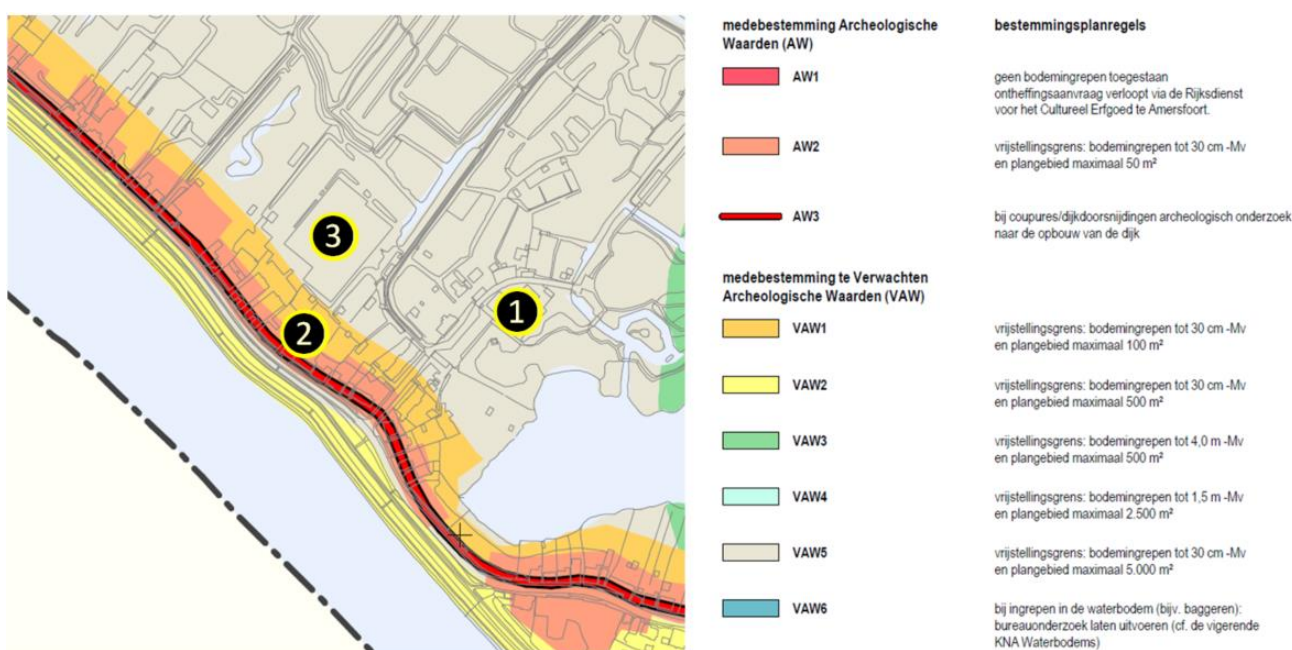 medebestemming Archeologische
Waarden (AW)
bestemmingsplanregels
AW1
geen bodemingrepen toegestaan
ontheffingsaanvraag verloopt via de Rijksdienst
voor het Cultureel Erfgoed te Amersfoort.
AW2
vrijstellingsgrens: bodemingrepen tot 30 cm -Mv
en plangebied maximaal 50 m²
AW3
bij coupures/dijkdoorsnijdingen archeologisch onderzoek
naar de opbouw van de dijk
medebestemming te Verwachten
Archeologische Waarden (VAW)
VAW1
vrijstellingsgrens: bodemingrepen tot 30 cm -Mv
en plangebied maximaal 100 m²
VAW2
vrijstellingsgrens: bodemingrepen tot 30 cm -Mv
en plangebied maximaal 500 m²
VAW3
vrijstellingsgrens: bodemingrepen tot 4,0 m -Mv
en plangebied maximaal 500 m²
VAW4
vrijstellingsgrens: bodemingrepen tot 1,5 m -Mv
en plangebied maximaal 2.500 m²
VAW5
vrijstellingsgrens: bodemingrepen tot 30 cm -Mv
en plangebied maximaal 5.000 m²
VAW6
bij ingrepen in de waterbodem (bijv. baggeren):
bureauonderzoek laten uitvoeren (cf. de vigerende
KNA Waterbodems)
3
1
2